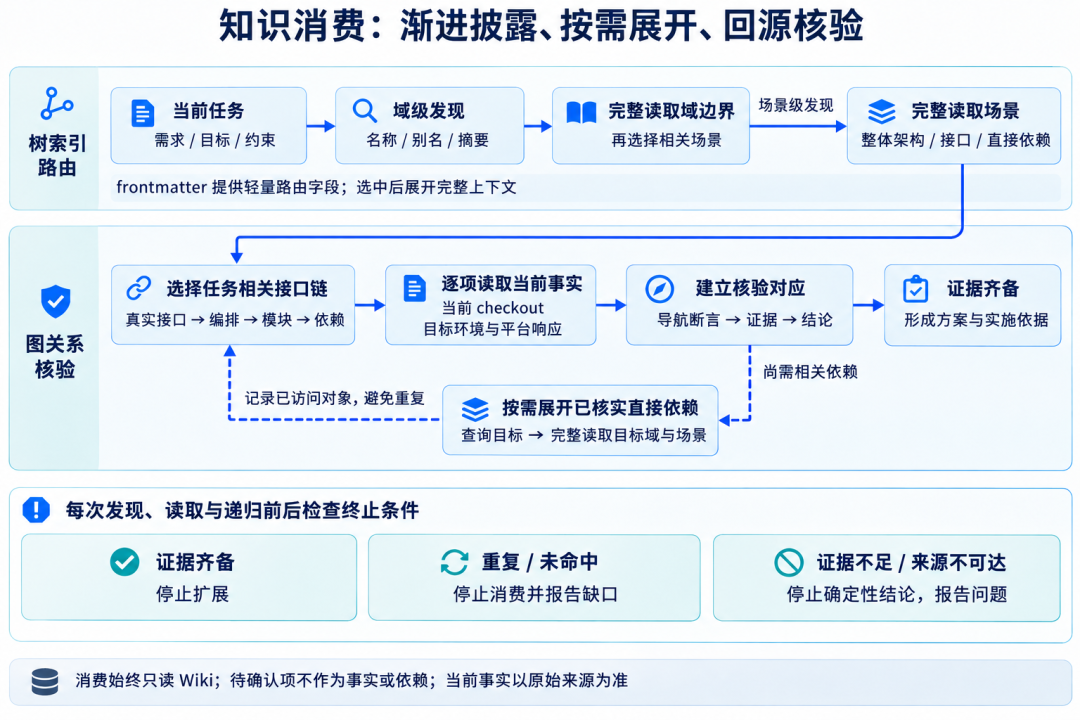 知识消费：渐进披露、按需展开、回源核验
树索引
路由
当前任务
需求 / 目标 / 约束
域级发现
名称 / 别名 / 摘要
完整读取域边界
再选择相关场景
场景级发现
完整读取场景
整体架构 / 接口 / 直接依赖
frontmatter 提供轻量路由字段；选中后展开完整上下文
图关系
核验
选择任务相关接口链
真实接口 → 编排 → 模块 → 依赖
逐项读取当前事实
当前 checkout
目标环境与平台响应
建立核验对应
导航断言 → 证据 → 结论
证据齐备
形成方案与实施依据
尚需相关依赖
记录已访问对象，避免重复
按需展开已核实直接依赖
查询目标 → 完整读取目标域与场景
每次发现、读取与递归前后检查终止条件
证据齐备
停止扩展
重复 / 未命中
停止消费并报告缺口
证据不足 / 来源不可达
停止确定性结论，报告问题
消费始终只读 Wiki；待确认项不作为事实或依赖；当前事实以原始来源为准